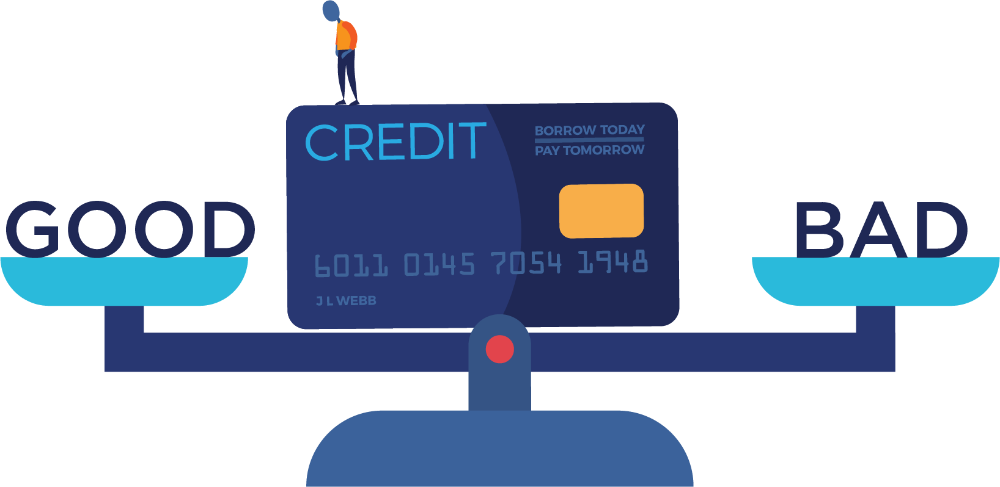 CREDIT
BORROW TODAY
PAY TOMORROW
GOOD
BAD
6011 0145 7054 1948
J L WEBB